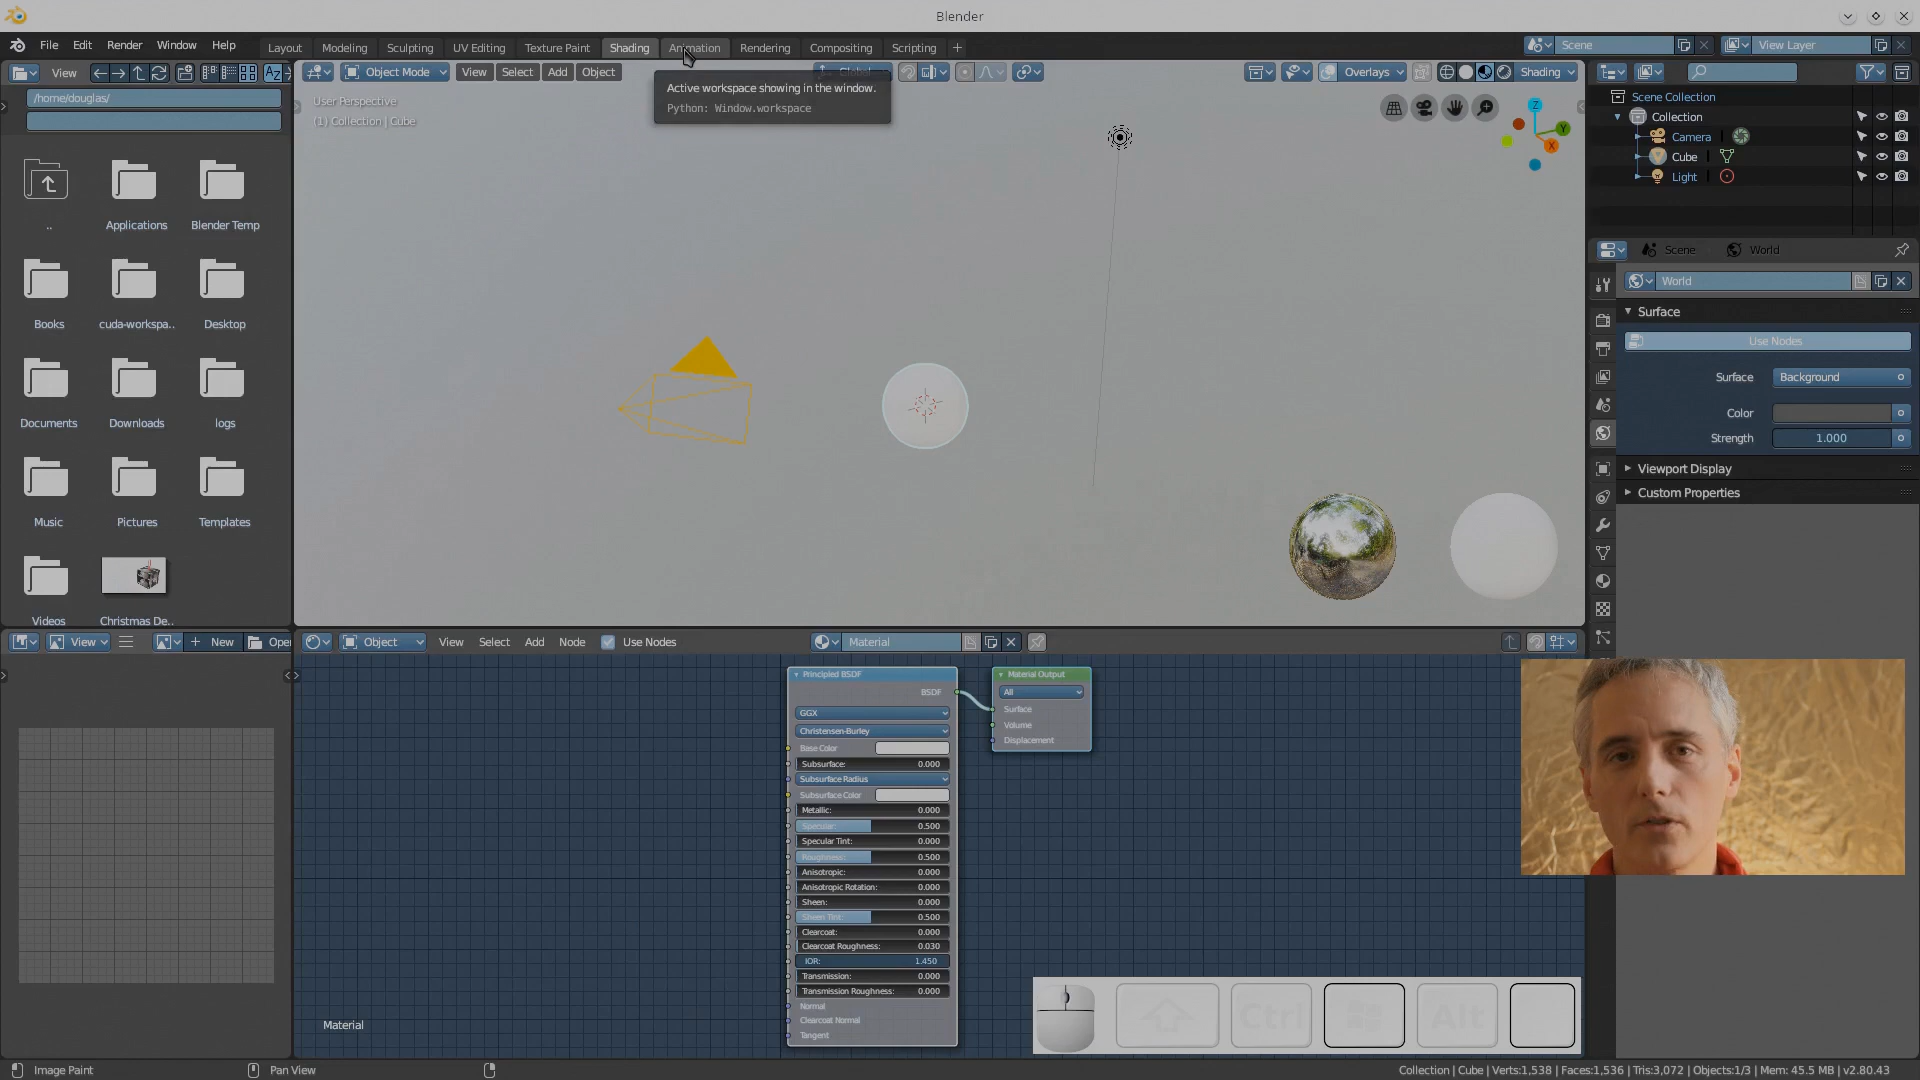 Blender
File Edit Render Window Help
Layout Modeling Sculpting UV Editing Texture Paint Shading Animation Rendering Compositing Scripting +
Scene
View Layer
View
Object Mode View Select Add Object
Global
Overlays
Shading
/home/douglas/
User Perspective
(1) Collection | Cube
Active workspace showing in the window.
Python: Window.workspace
Z
Y
X
Scene Collection
Collection
Camera
Cube
Light
..
Applications
Blender Temp
Books
cuda-workspa..
Desktop
Documents
Downloads
logs
Music
Pictures
Templates
Videos
Christmas De..
Scene World
World
Surface
Use Nodes
Surface Background
Color
Strength 1.000
Viewport Display
Custom Properties
View
+ New
Open
Object View Select Add Node Use Nodes
Material
Principled BSDF
BSDF
GGX
Christensen-Burley
Base Color
Subsurface: 0.000
Subsurface Radius
Subsurface Color
Metallic: 0.000
Specular: 0.500
Specular Tint: 0.000
Roughness: 0.500
Anisotropic: 0.000
Anisotropic Rotation: 0.000
Sheen: 0.000
Sheen Tint: 0.500
Clearcoat: 0.000
Clearcoat Roughness: 0.030
IOR: 1.450
Transmission: 0.000
Transmission Roughness: 0.000
Normal
Clearcoat Normal
Tangent
Material Output
All
Surface
Volume
Displacement
Material
Ctrl
Alt
Image Paint
Pan View
Collection | Cube | Verts:1,538 | Faces:1,536 | Tris:3,072 | Objects:1/3 | Mem: 45.5 MB | v2.80.43